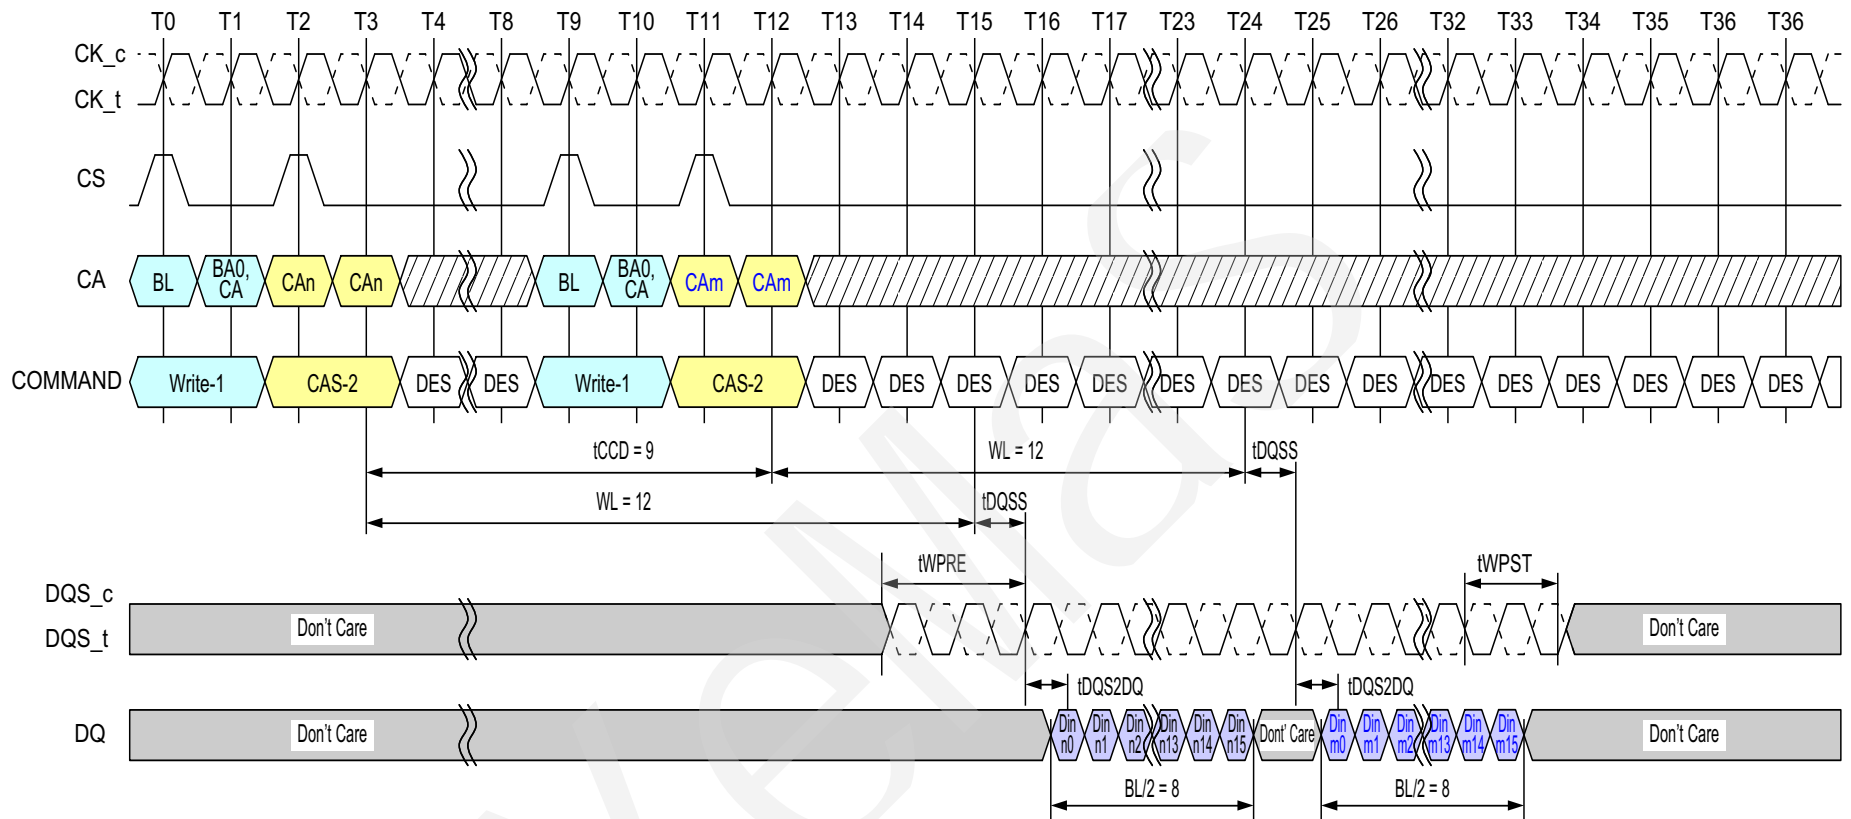 T0 T1 T2 T3 T4 T8 T9 T10 T11 T12 T13 T14 T15 T16 T17 T23 T24 T25 T26 T32 T33 T34 T35 T36 T36
CK_c
CK_t
CS
CA BL BA0, CA CAn CAn BL BA0, CA CAm CAm
COMMAND Write-1 CAS-2 DES DES Write-1 CAS-2 DES DES DES DES DES DES DES DES DES DES DES DES DES DES DES
tCCD = 9 WL = 12 tDQSS
WL = 12 tDQSS
tWPRE tWPST
DQS_c
DQS_t Don't Care Don't Care
tDQS2DQ tDQS2DQ
DQ Don't Care Din n0 Din n1 Din n2 Din n13 Din n14 Din n15 Dont' Care Din m0 Din m1 Din m2 Din m13 Din m14 Din m15 Don't Care
BL/2 = 8 BL/2 = 8